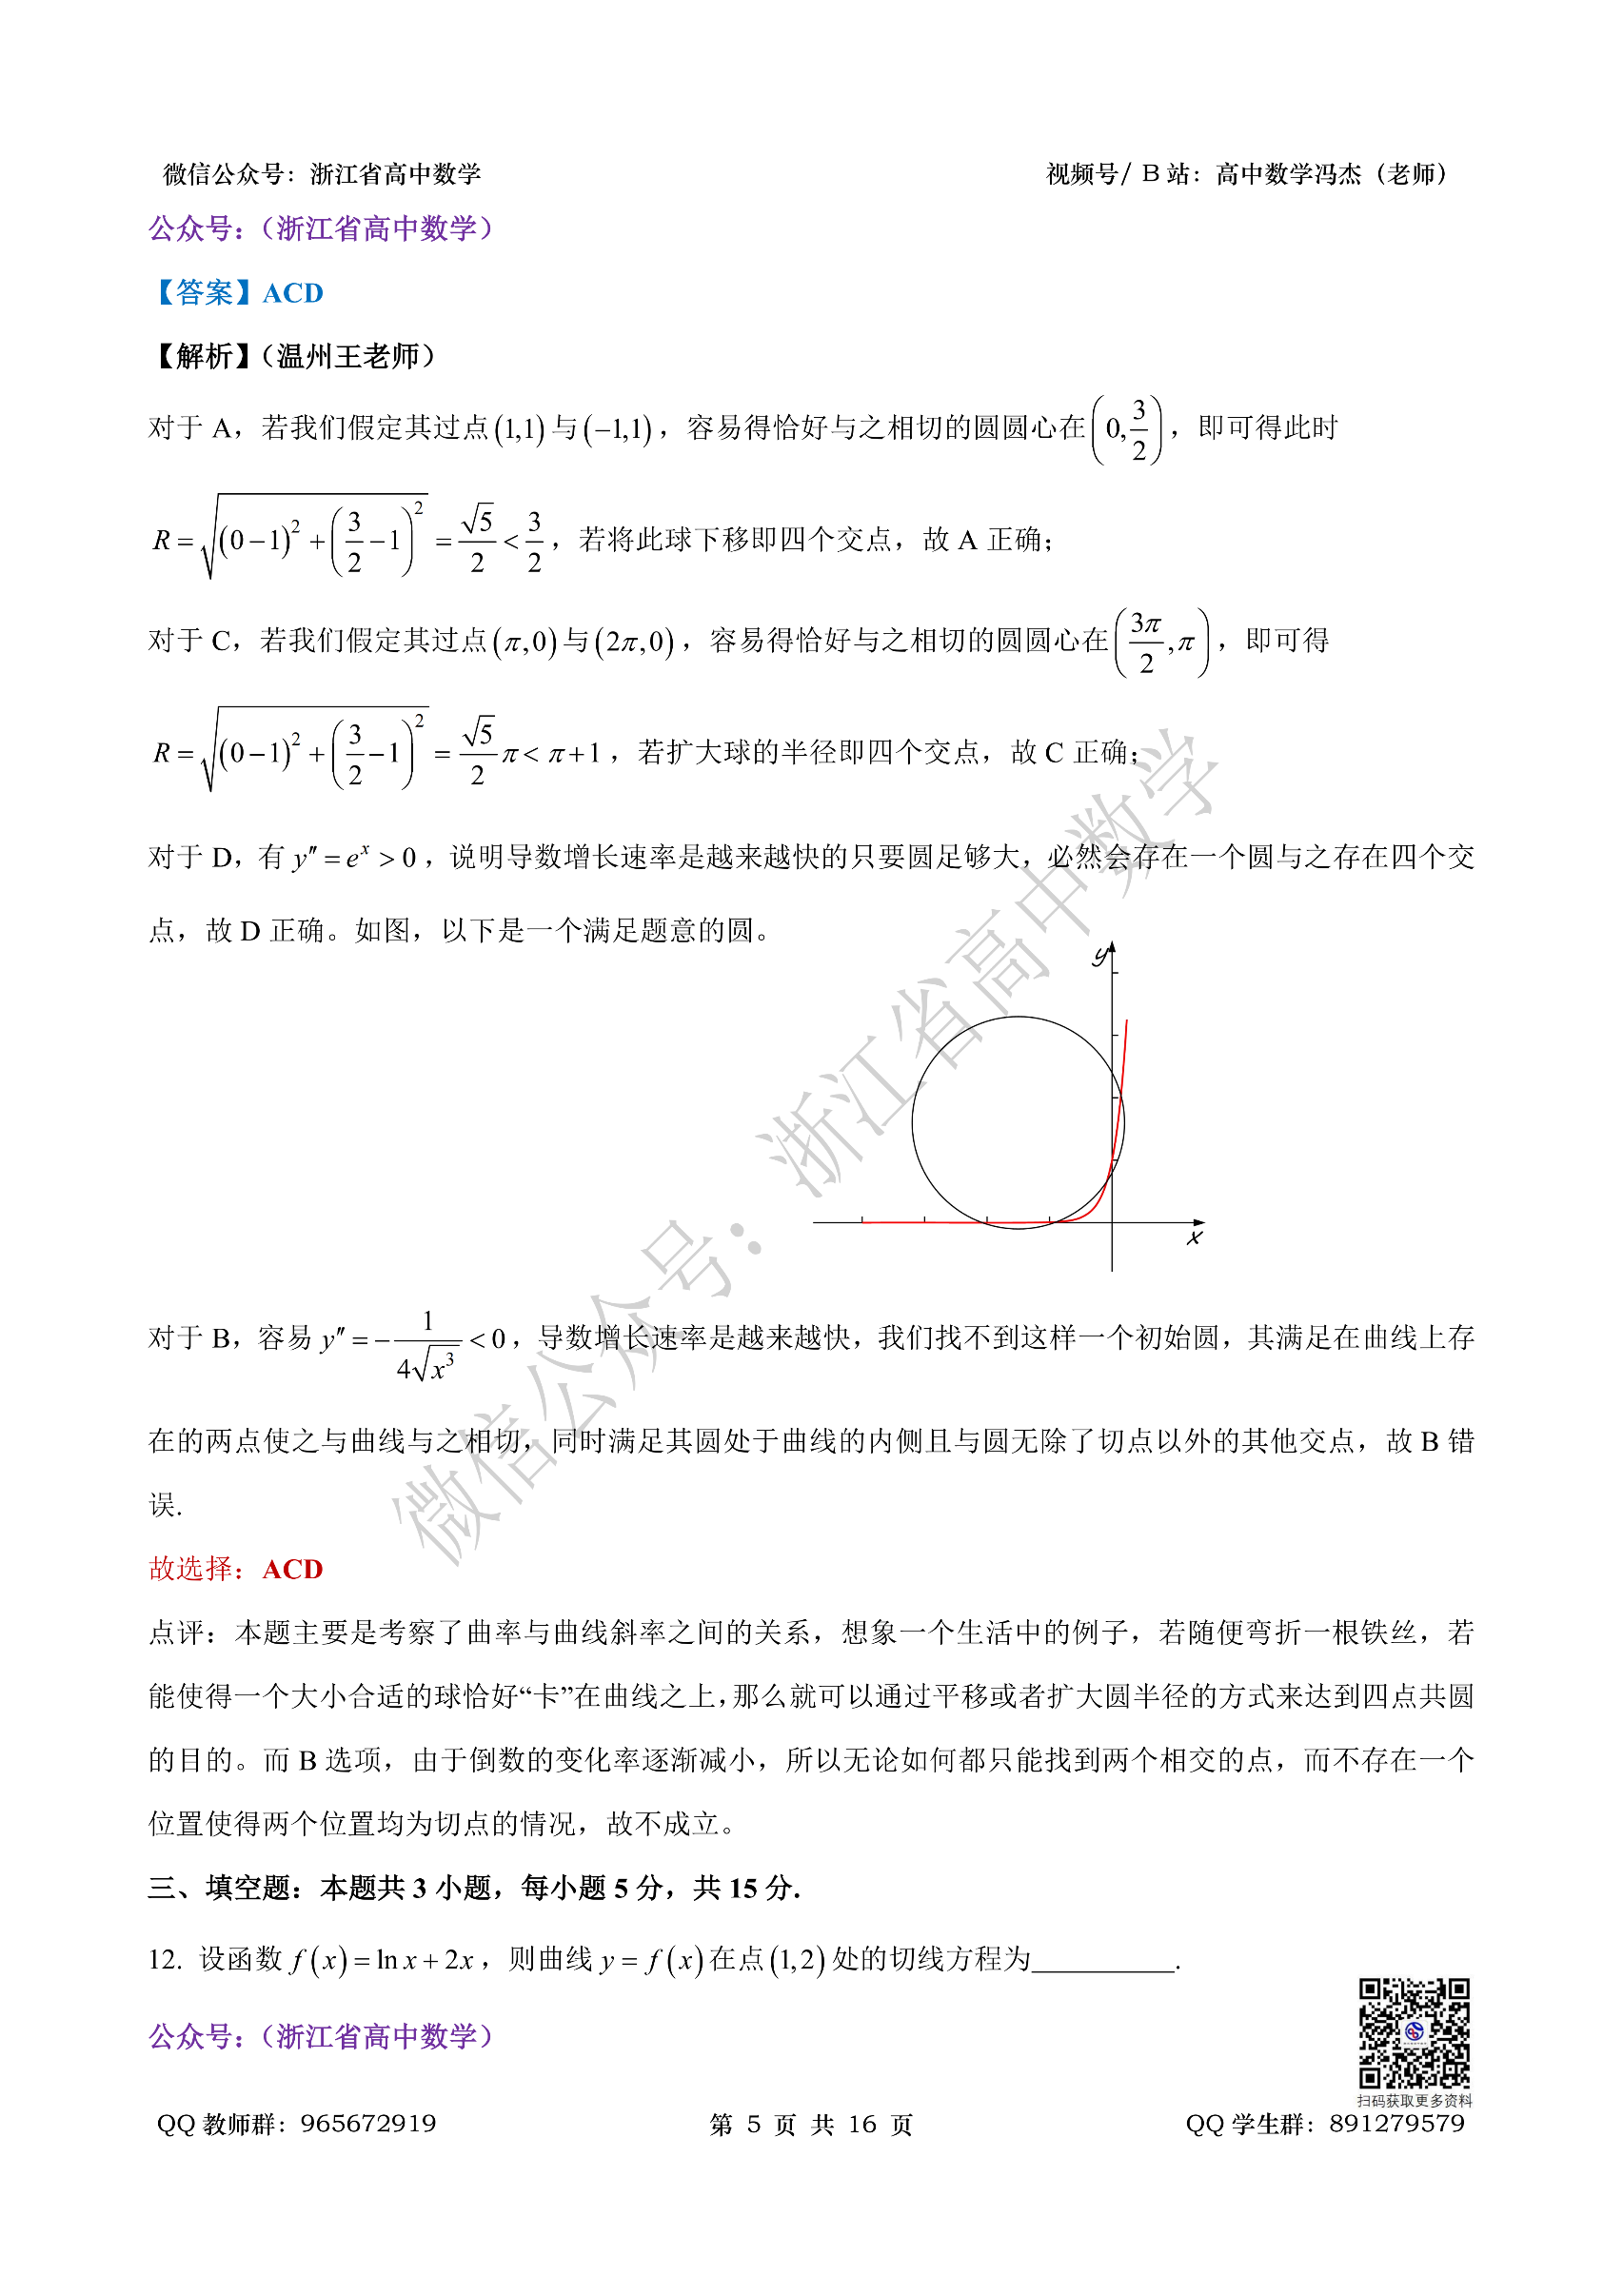 微信公众号：浙江省高中数学 视频号/ B 站：高中数学冯杰（老师）
公众号：（浙江省高中数学）
【答案】ACD
【解析】（温州王老师）
对于 A，若我们假定其过点(1,1)与(−1,1)，容易得恰好与之相切的圆圆心在(0,3/2)，即可得此时
R=√((0−1)²+(3/2−1)²)=√5/2<3/2，若将此球下移即四个交点，故 A 正确；
对于 C，若我们假定其过点(π,0)与(2π,0)，容易得恰好与之相切的圆圆心在(3π/2,π)，即可得
R=√((0−1)²+(3/2−1)²)=√5/2π<π+1，若扩大球的半径即四个交点，故 C 正确；
对于 D，有 y″=eˣ>0，说明导数增长速率是越来越快的只要圆足够大，必然会存在一个圆与之存在四个交
点，故 D 正确。如图，以下是一个满足题意的圆。
y
x
对于 B，容易 y″=−1/(4√x³)<0，导数增长速率是越来越快，我们找不到这样一个初始圆，其满足在曲线上存
在的两点使之与曲线与之相切，同时满足其圆处于曲线的内侧且与圆无除了切点以外的其他交点，故 B 错
误.
故选择：ACD
点评：本题主要是考察了曲率与曲线斜率之间的关系，想象一个生活中的例子，若随便弯折一根铁丝，若
能使得一个大小合适的球恰好“卡”在曲线之上，那么就可以通过平移或者扩大圆半径的方式来达到四点共圆
的目的。而 B 选项，由于倒数的变化率逐渐减小，所以无论如何都只能找到两个相交的点，而不存在一个
位置使得两个位置均为切点的情况，故不成立。
三、填空题：本题共 3 小题，每小题 5 分，共 15 分.
12. 设函数 f(x)=ln x+2x，则曲线 y=f(x)在点(1,2)处的切线方程为__________.
公众号：（浙江省高中数学）
扫码获取更多资料
QQ 教师群：965672919 第 5 页 共 16 页 QQ 学生群：891279579
微信公众号：浙江省高中数学